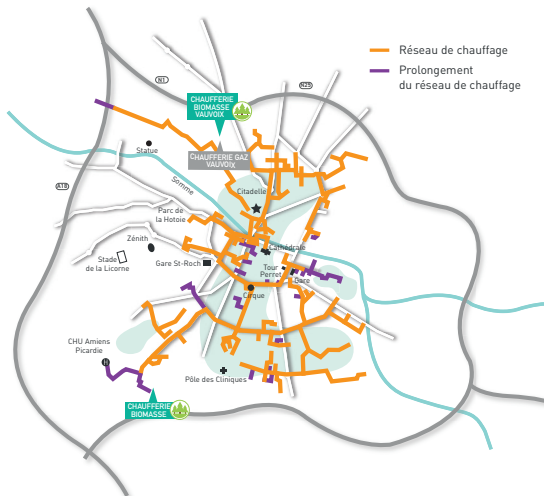 Réseau de chauffage
Prolongement
du réseau de chauffage
N1
N25
CHAUFFERIE
BIOMASSE
VAUVOIX
Statue
CHAUFFERIE GAZ
VAUVOIX
A16
Somme
Citadelle
Parc de
la Hotoie
Zénith
Cathédrale
Stade
de la Licorne
Gare St-Roch
Tour
Perret
Gare
Cirque
CHU Amiens
Picardie
H
Pôle des Cliniques
CHAUFFERIE
BIOMASSE